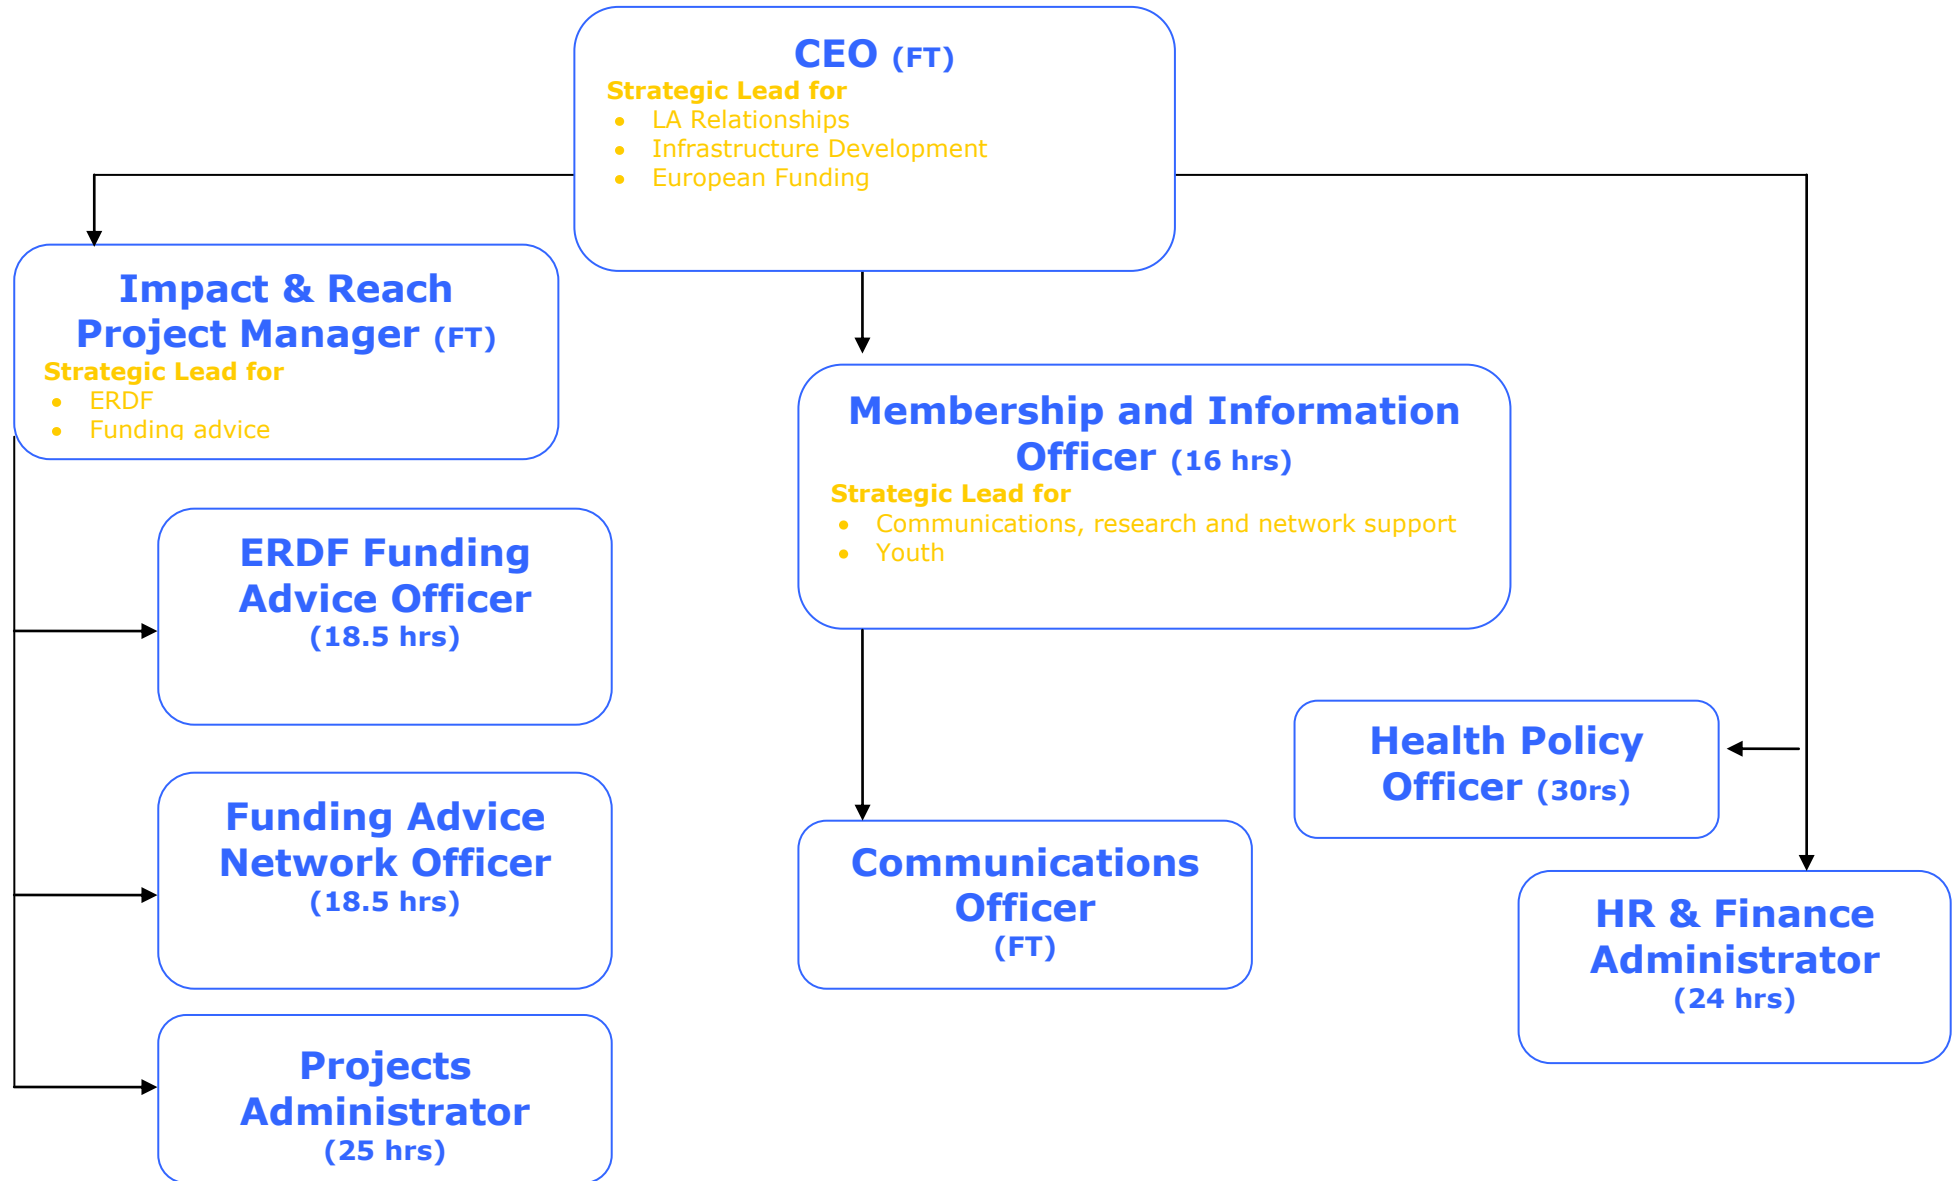 CEO (FT)
Strategic Lead for
• LA Relationships
• Infrastructure Development
• European Funding
Impact & Reach
Project Manager (FT)
Strategic Lead for
• ERDF
• Funding advice
Membership and Information
Officer (16 hrs)
Strategic Lead for
• Communications, research and network support
• Youth
ERDF Funding
Advice Officer
(18.5 hrs)
Funding Advice
Network Officer
(18.5 hrs)
Projects
Administrator
(25 hrs)
Communications
Officer
(FT)
Health Policy
Officer (30rs)
HR & Finance
Administrator
(24 hrs)